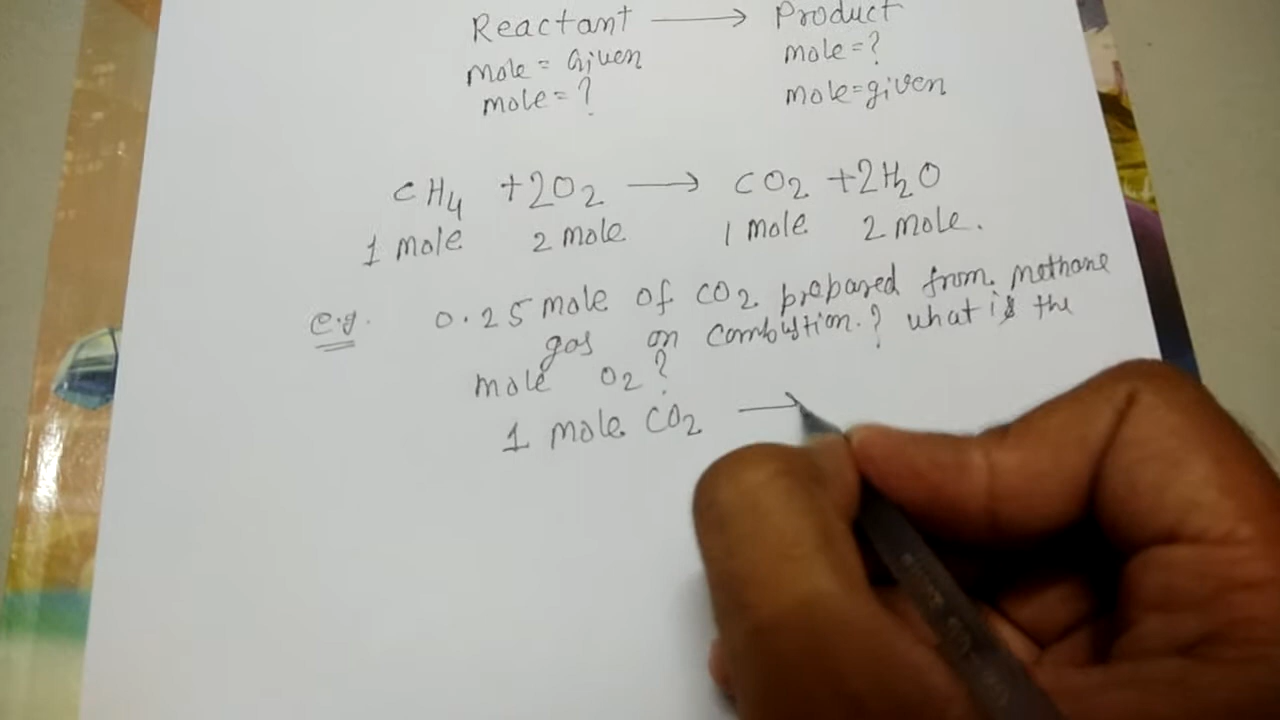 Reactant ⟶ Product
mole = Given mole = ?
mole = ? mole = given
CH4 + 2O2 ⟶ CO2 + 2H2O
1 mole 2 mole 1 mole 2 mole.
e.g. 0.25 mole of CO2 prepared from methane
gas on combustion.? what is the
mole O2 ?
1 mole CO2 ⟶